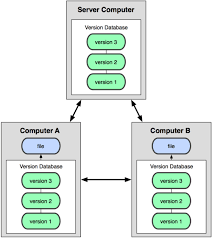 Server Computer
Version Database
version 3
version 2
version 1
Computer A
file
Version Database
version 3
version 2
version 1
Computer B
file
Version Database
version 3
version 2
version 1